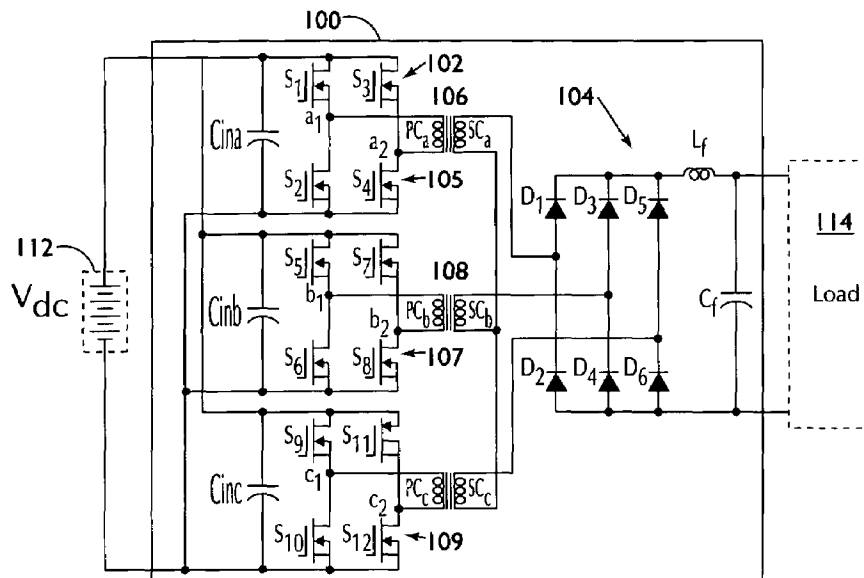 100
S1
S3
102
106
104
Cina
a1
PCa
SCa
Lf
a2
S2
S4
105
D1
D3
D5
112
114
Vdc
S5
S7
108
Load
Cinb
b1
PCb
SCb
Cf
b2
S6
S8
107
D2
D4
D6
S9
S11
Cinc
c1
PCc
SCc
c2
S10
S12
109